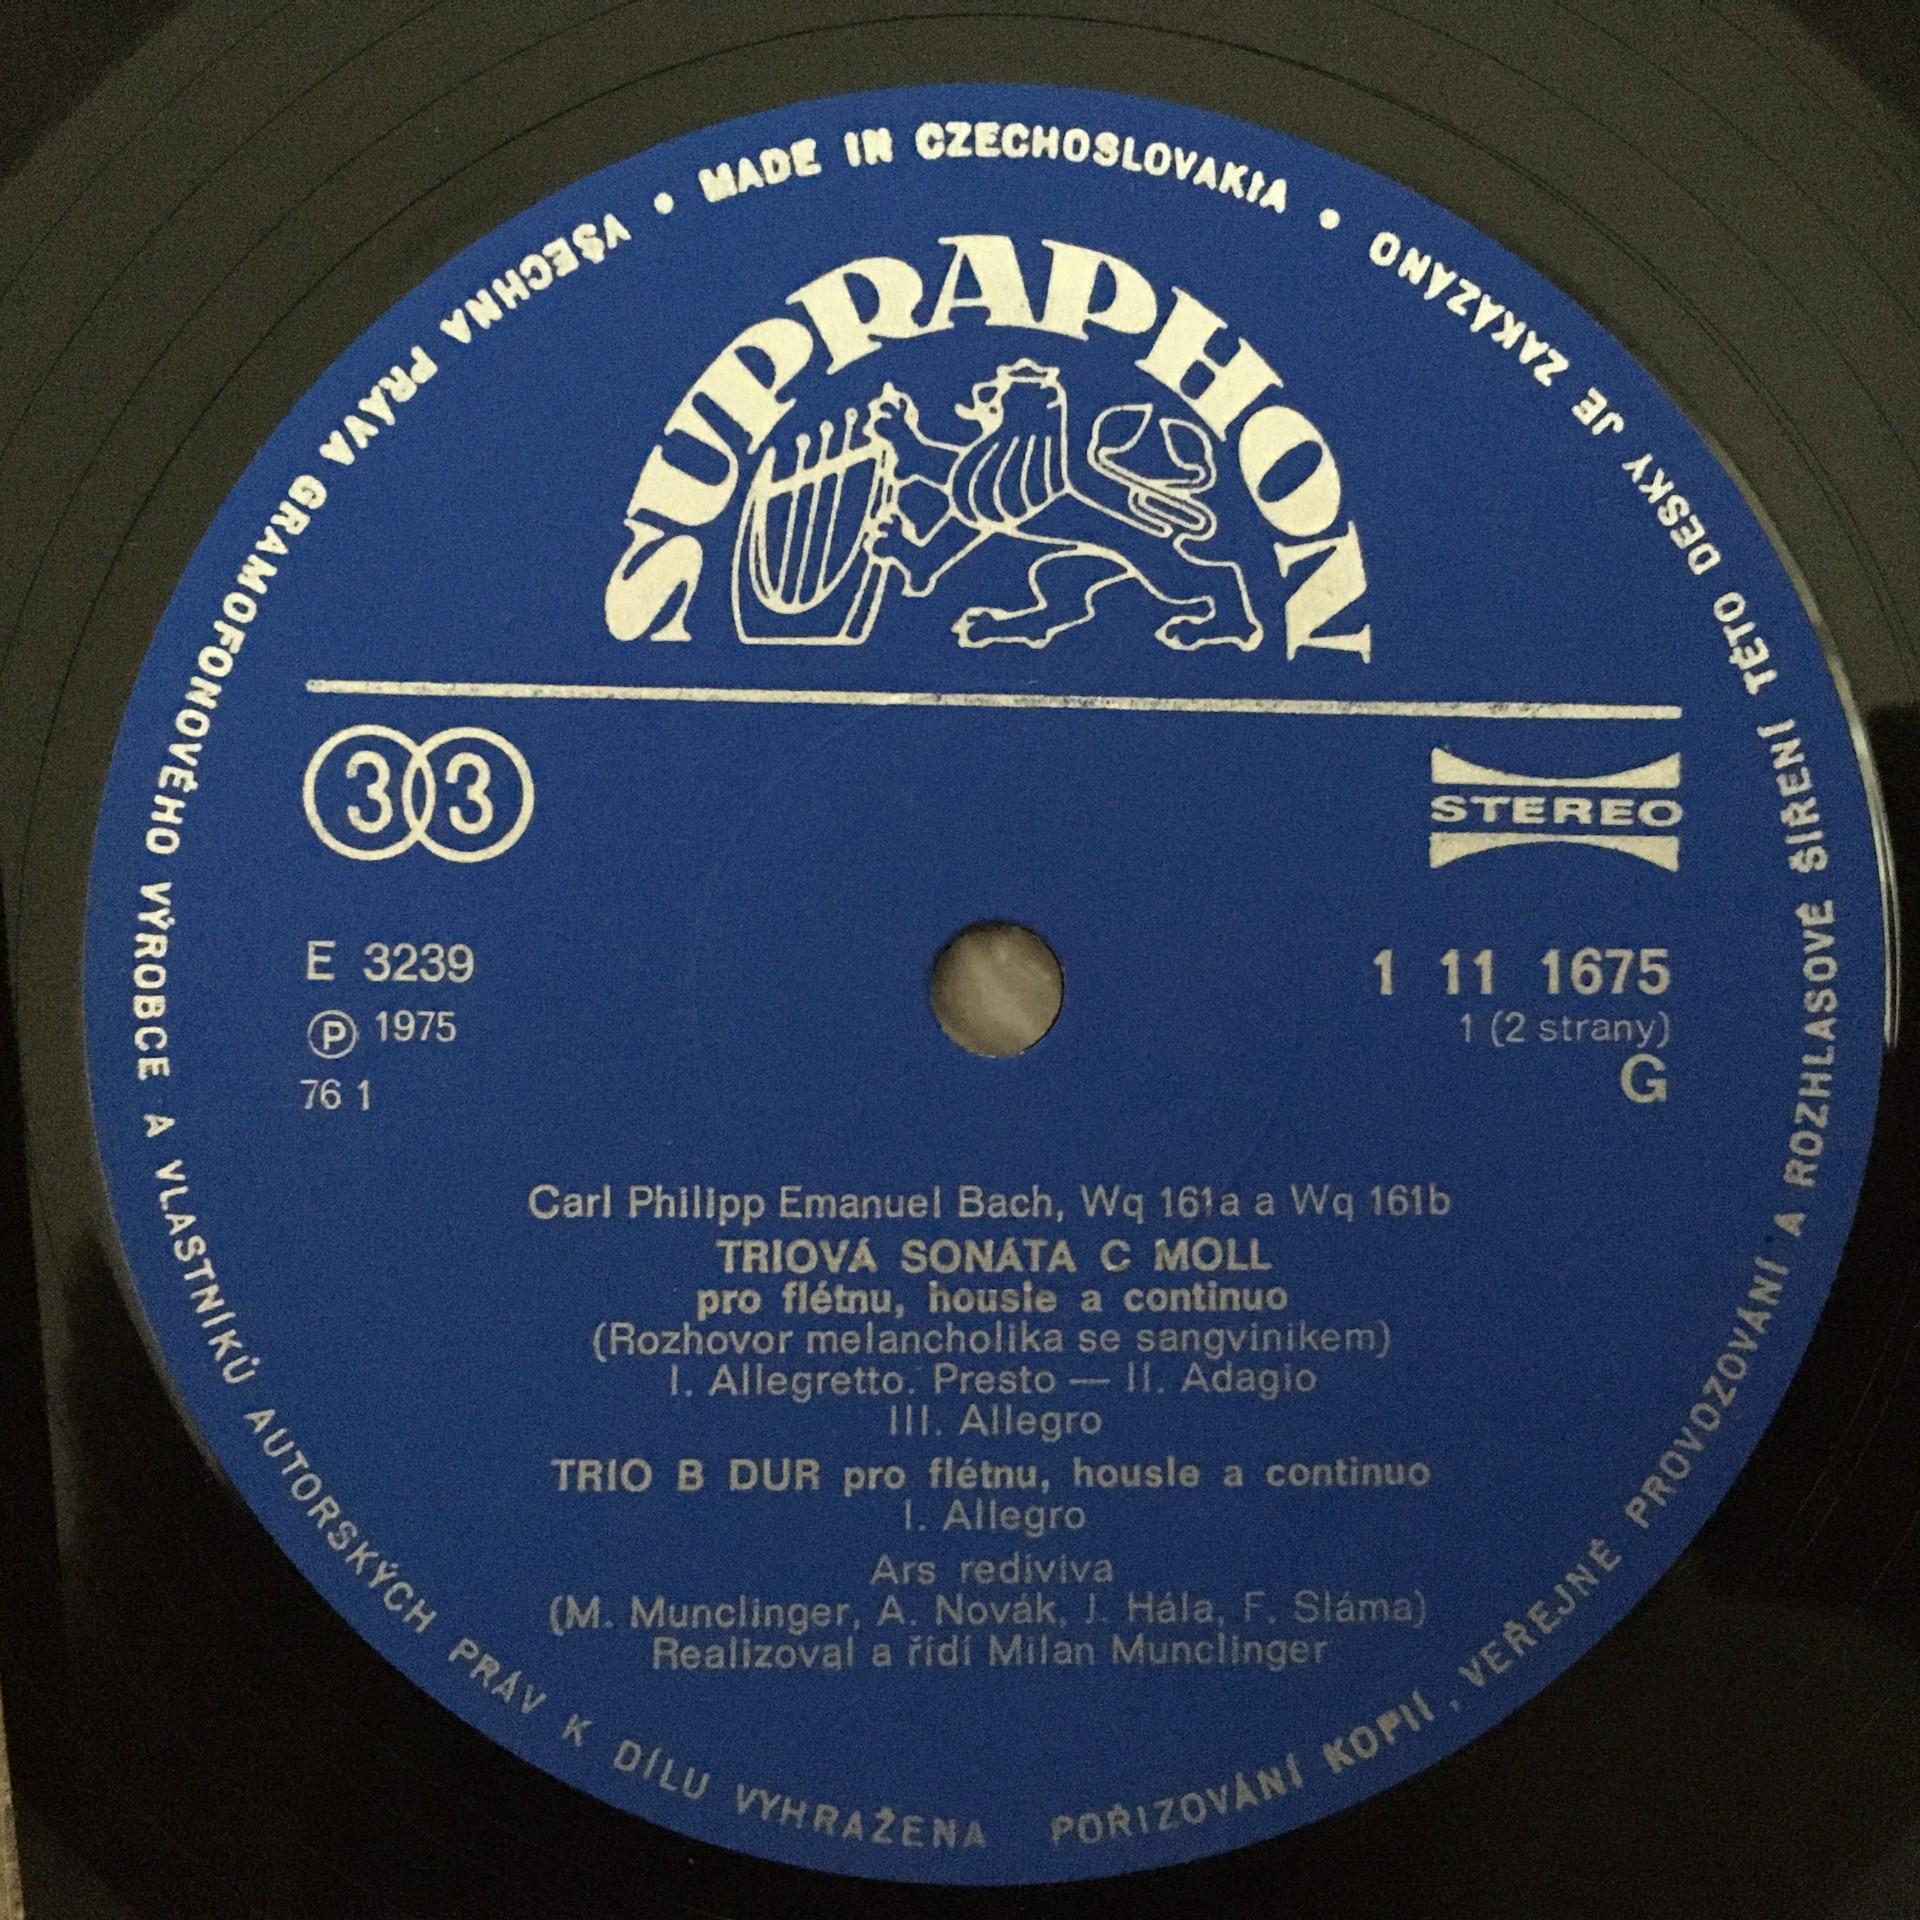 • MADE IN CZECHOSLOVAKIA •
SUPRAPHON
33
STEREO
E 3239
Ⓟ 1975
76 1
1 11 1675
1 (2 strany)
G
Carl Philipp Emanuel Bach, Wq 161a a Wq 161b
TRIOVÁ SONÁTA C MOLL
pro flétnu, housle a continuo
(Rozhovor melancholika se sangvinikem)
I. Allegretto. Presto — II. Adagio
III. Allegro
TRIO B DUR pro flétnu, housle a continuo
I. Allegro
Ars rediviva
(M. Munclinger, A. Novák, J. Hála, F. Sláma)
Realizoval a řídí Milan Munclinger
VŠECHNA PRÁVA GRAMOFONOVÉHO VÝROBCE A VLASTNÍKŮ AUTORSKÝCH PRÁV K DÍLU VYHRAŽENA
POŘIZOVÁNÍ KOPIÍ, VEŘEJNÉ PROVOZOVÁNÍ A ROZHLASOVÉ ŠÍŘENÍ TÉTO DESKY JE ZAKÁZÁNO